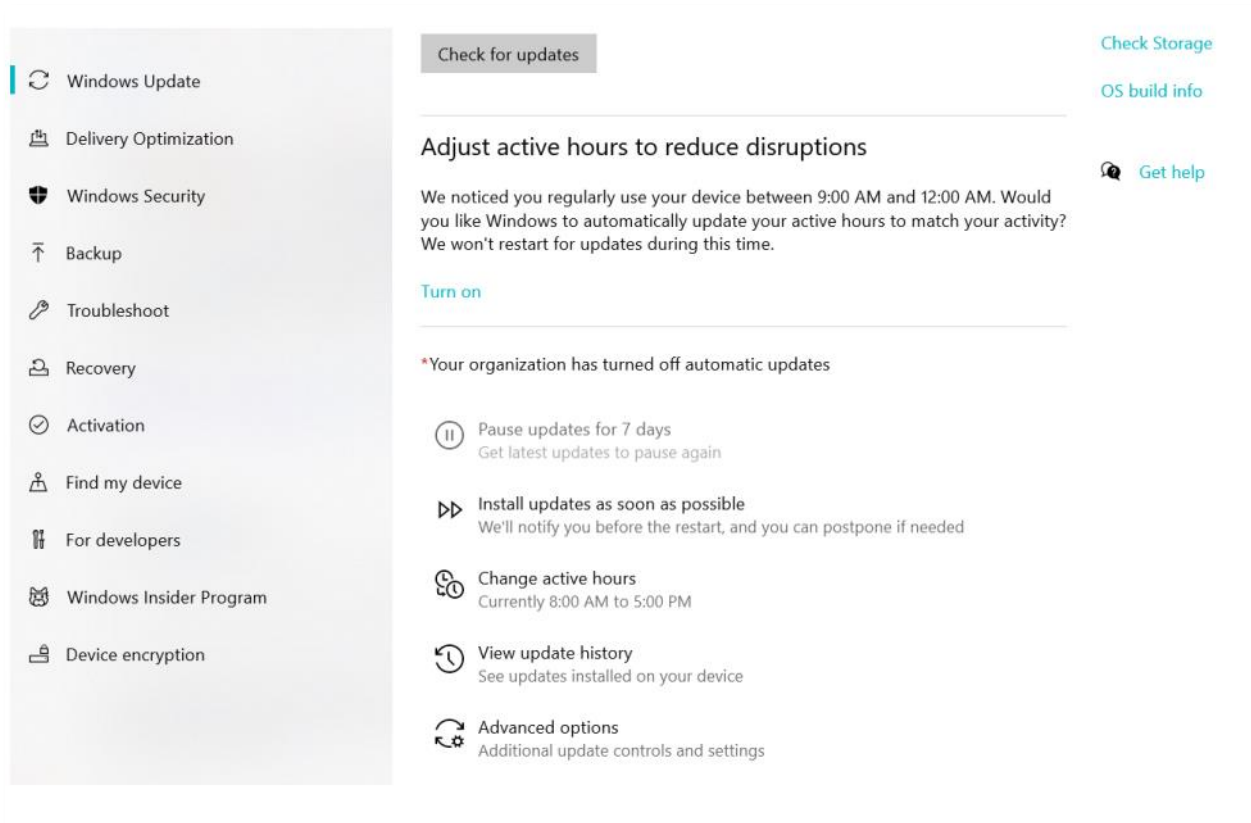 Windows Update
Delivery Optimization
Windows Security
Backup
Troubleshoot
Recovery
Activation
Find my device
For developers
Windows Insider Program
Device encryption
Check for updates
Adjust active hours to reduce disruptions
We noticed you regularly use your device between 9:00 AM and 12:00 AM. Would
you like Windows to automatically update your active hours to match your activity?
We won't restart for updates during this time.
Turn on
*Your organization has turned off automatic updates
Pause updates for 7 days
Get latest updates to pause again
Install updates as soon as possible
We'll notify you before the restart, and you can postpone if needed
Change active hours
Currently 8:00 AM to 5:00 PM
View update history
See updates installed on your device
Advanced options
Additional update controls and settings
Check Storage
OS build info
Get help